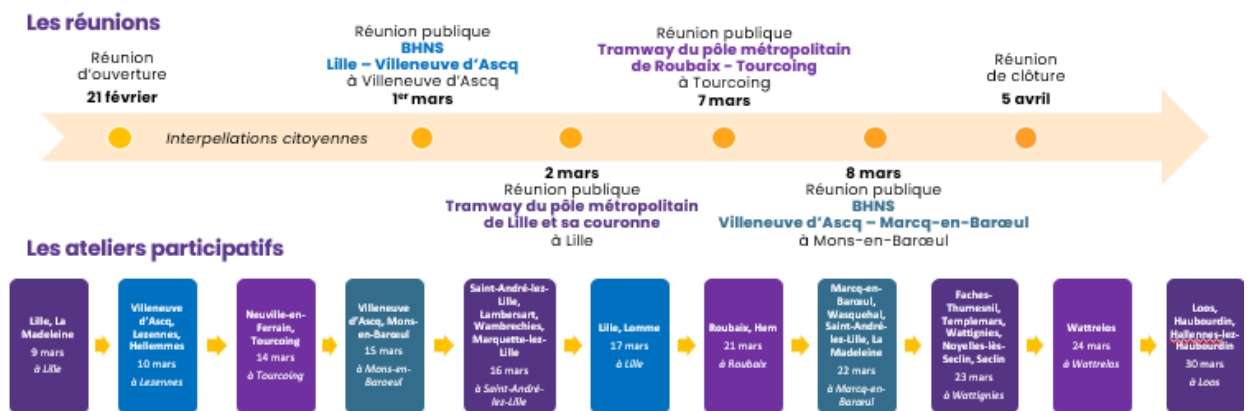 Les réunions
Réunion
d'ouverture
21 février
Réunion publique
BHNS
Lille – Villeneuve d'Ascq
à Villeneuve d'Ascq
1er mars
Réunion publique
Tramway du pôle métropolitain
de Roubaix - Tourcoing
à Tourcoing
7 mars
Réunion
de clôture
5 avril
Interpellations citoyennes
2 mars
Réunion publique
Tramway du pôle métropolitain
de Lille et sa couronne
à Lille
8 mars
Réunion publique
BHNS
Villeneuve d'Ascq – Marcq-en-Barœul
à Mons-en-Barœul
Les ateliers participatifs
Lille, La
Madeleine
9 mars
à Lille
Villeneuve
d'Ascq,
Lezennes,
Hellemmes
10 mars
à Lezennes
Neuville-en-
Ferrain,
Tourcoing
14 mars
à Tourcoing
Villeneuve
d'Ascq, Mons-
en-Barœul
15 mars
à Mons-en-
Baroeul
Saint-André-lez-
Lille,
Lambersart,
Wambrechies,
Marquette-lez-
Lille
16 mars
à Saint-André-
lez-Lille
Lille, Lomme
17 mars
à Lille
Roubaix, Hem
21 mars
à Roubaix
Marcq-en-
Barœul,
Wasquehal,
Saint-André-
lez-Lille, La
Madeleine
22 mars
à Marcq-en-
Barœul
Faches-
Thumesnil,
Templemars,
Wattignies,
Noyelles-lès-
Seclin, Seclin
23 mars
à Wattignies
Wattrelos
24 mars
à Wattrelos
Loos,
Haubourdin,
Hallennes-lez-
Haubourdin
30 mars
à Loos